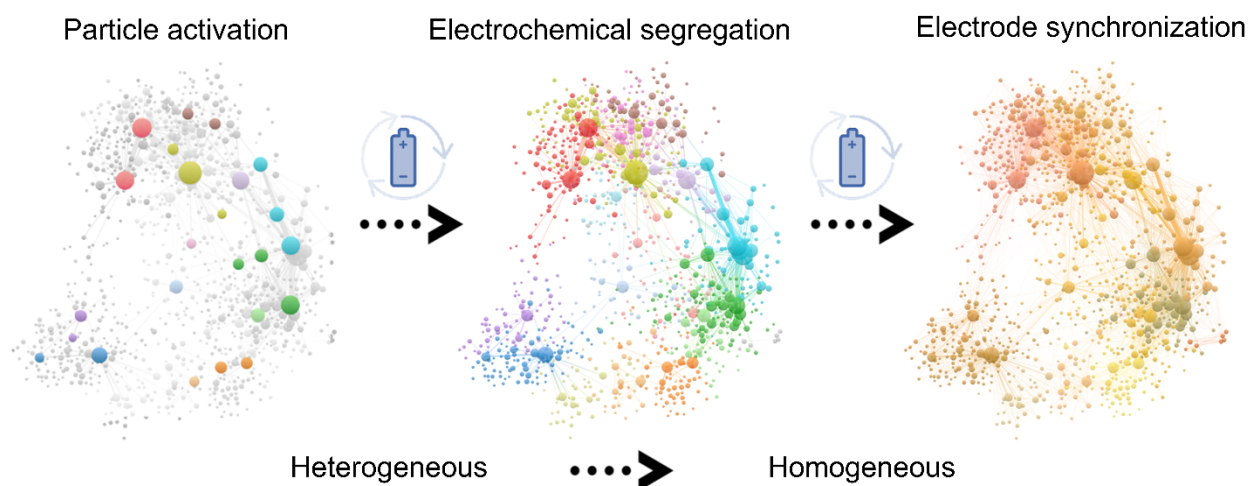 Particle activation
Electrochemical segregation
Electrode synchronization
Heterogeneous
Homogeneous